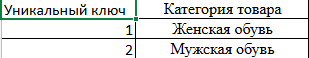 Уникальный ключ Категория товара
1 Женская обувь
2 Мужская обувь